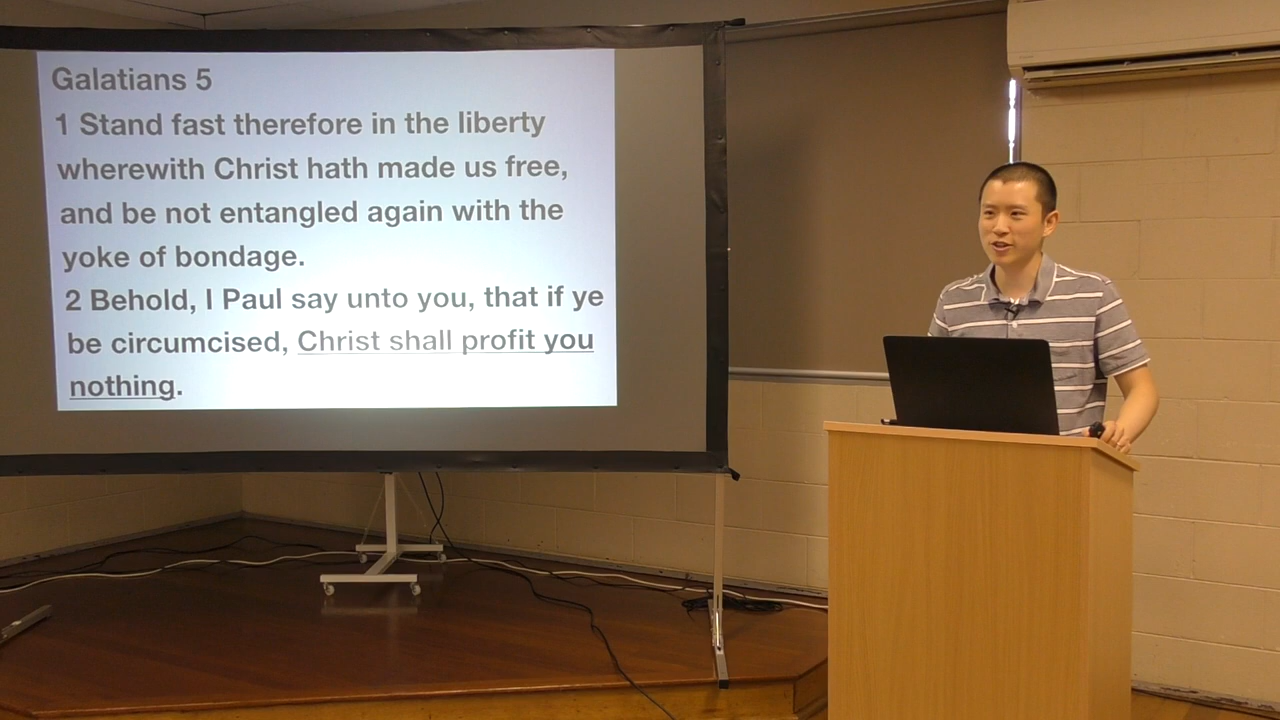 Galatians 5
1 Stand fast therefore in the liberty
wherewith Christ hath made us free,
and be not entangled again with the
yoke of bondage.
2 Behold, I Paul say unto you, that if ye
be circumcised, Christ shall profit you
nothing.